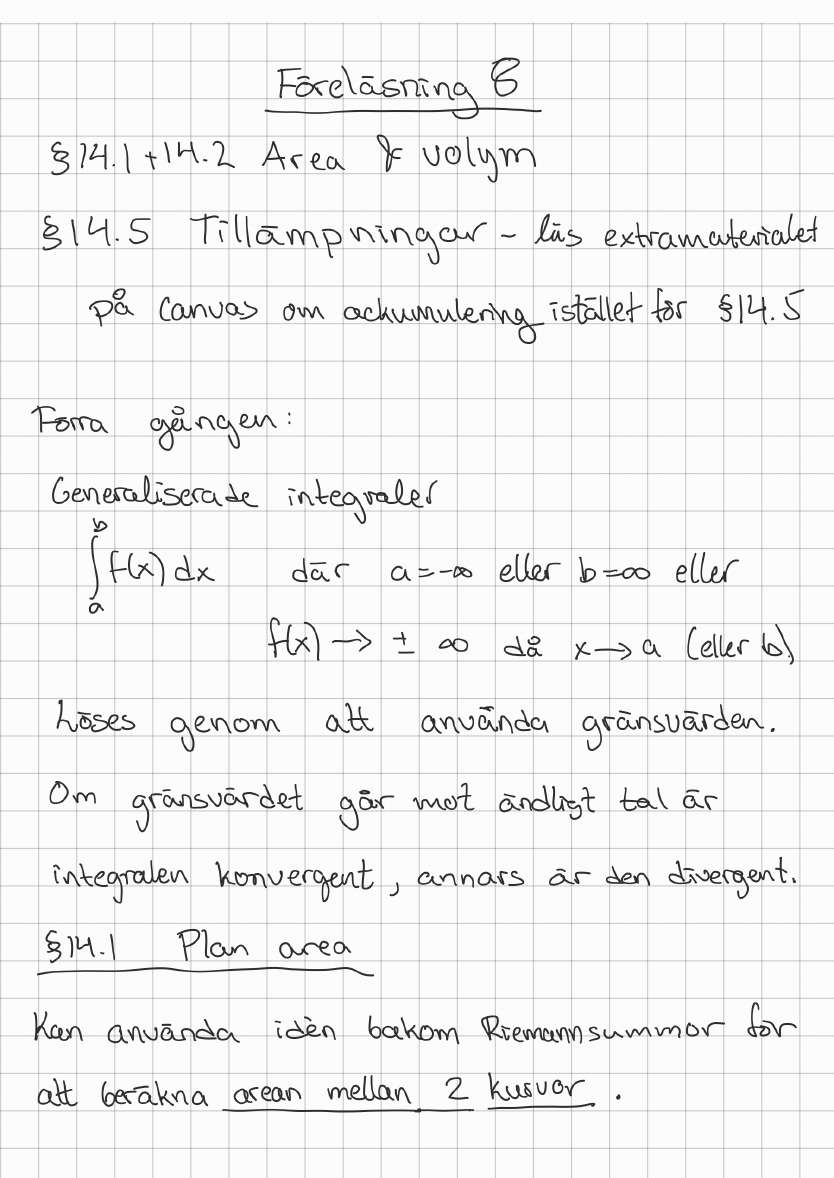 Föreläsning 8
§14.1+14.2 Area & volym
§14.5 Tillämpningar - läs extramaterialet
på Canvas om ackumulering istället för §14.5
Förra gången:
Generaliserade integraler
∫_a^b f(x) dx där a=-∞ eller b=∞ eller
f(x) → ± ∞ då x→a (eller b)
Löses genom att använda gränsvärden.
Om gränsvärdet går mot ändligt tal är
integralen konvergent, annars är den divergent.
§14.1 Plan area
Kan använda idén bakom Riemannsummor för
att beräkna arean mellan 2 kurvor.